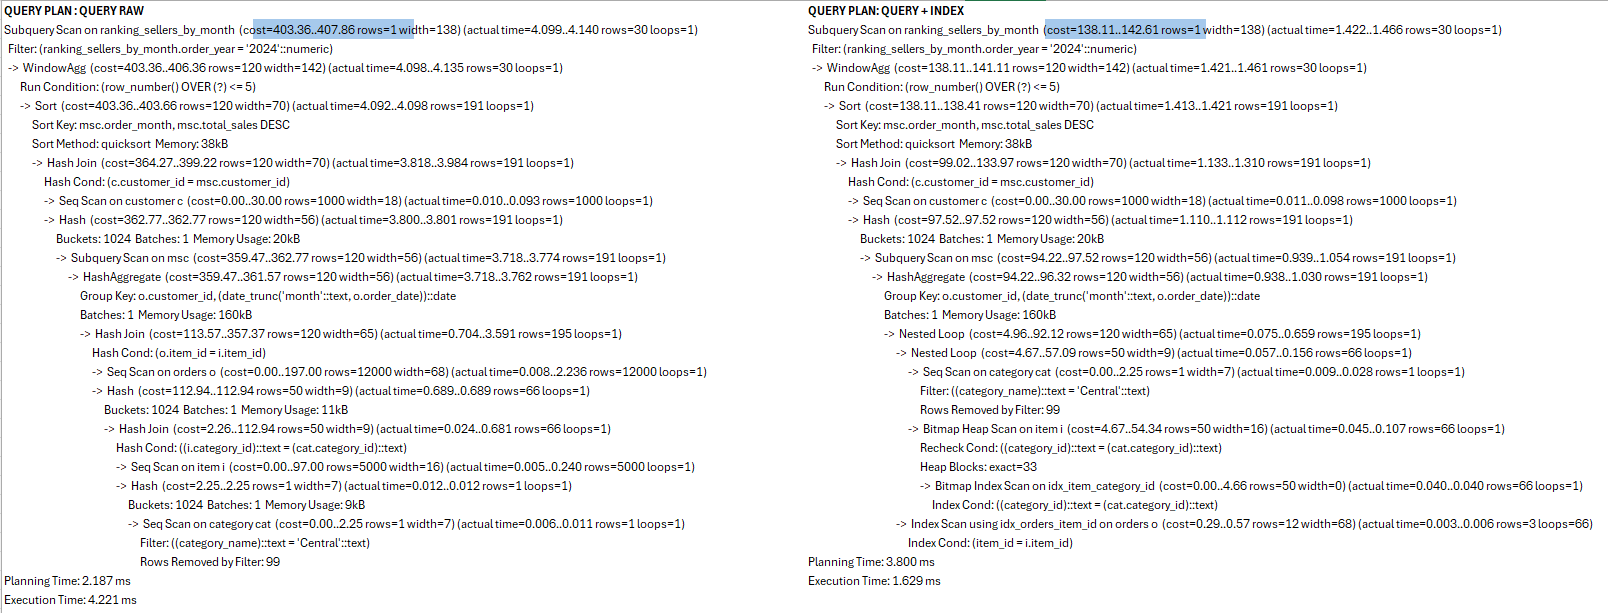 QUERY PLAN : QUERY RAW
Subquery Scan on ranking_sellers_by_month (cost=403.36..407.86 rows=1 width=138) (actual time=4.099..4.140 rows=30 loops=1)
Filter: (ranking_sellers_by_month.order_year = '2024'::numeric)
-> WindowAgg (cost=403.36..406.36 rows=120 width=142) (actual time=4.098..4.135 rows=30 loops=1)
Run Condition: (row_number() OVER (?) <= 5)
-> Sort (cost=403.36..403.66 rows=120 width=70) (actual time=4.092..4.098 rows=191 loops=1)
Sort Key: msc.order_month, msc.total_sales DESC
Sort Method: quicksort Memory: 38kB
-> Hash Join (cost=364.27..399.22 rows=120 width=70) (actual time=3.818..3.984 rows=191 loops=1)
Hash Cond: (c.customer_id = msc.customer_id)
-> Seq Scan on customer c (cost=0.00..30.00 rows=1000 width=18) (actual time=0.010..0.093 rows=1000 loops=1)
-> Hash (cost=362.77..362.77 rows=120 width=56) (actual time=3.800..3.801 rows=191 loops=1)
Buckets: 1024 Batches: 1 Memory Usage: 20kB
-> Subquery Scan on msc (cost=359.47..362.77 rows=120 width=56) (actual time=3.718..3.774 rows=191 loops=1)
-> HashAggregate (cost=359.47..361.57 rows=120 width=56) (actual time=3.718..3.762 rows=191 loops=1)
Group Key: o.customer_id, (date_trunc('month'::text, o.order_date))::date
Batches: 1 Memory Usage: 160kB
-> Hash Join (cost=113.57..357.37 rows=120 width=65) (actual time=0.704..3.591 rows=195 loops=1)
Hash Cond: (o.item_id = i.item_id)
-> Seq Scan on orders o (cost=0.00..197.00 rows=12000 width=68) (actual time=0.008..2.236 rows=12000 loops=1)
-> Hash (cost=112.94..112.94 rows=50 width=9) (actual time=0.689..0.689 rows=66 loops=1)
Buckets: 1024 Batches: 1 Memory Usage: 11kB
-> Hash Join (cost=2.26..112.94 rows=50 width=9) (actual time=0.024..0.681 rows=66 loops=1)
Hash Cond: ((i.category_id)::text = (cat.category_id)::text)
-> Seq Scan on item i (cost=0.00..97.00 rows=5000 width=16) (actual time=0.005..0.240 rows=5000 loops=1)
-> Hash (cost=2.25..2.25 rows=1 width=7) (actual time=0.012..0.012 rows=1 loops=1)
Buckets: 1024 Batches: 1 Memory Usage: 9kB
-> Seq Scan on category cat (cost=0.00..2.25 rows=1 width=7) (actual time=0.006..0.011 rows=1 loops=1)
Filter: ((category_name)::text = 'Central'::text)
Rows Removed by Filter: 99
Planning Time: 2.187 ms
Execution Time: 4.221 ms
QUERY PLAN: QUERY + INDEX
Subquery Scan on ranking_sellers_by_month (cost=138.11..142.61 rows=1 width=138) (actual time=1.422..1.466 rows=30 loops=1)
Filter: (ranking_sellers_by_month.order_year = '2024'::numeric)
-> WindowAgg (cost=138.11..141.11 rows=120 width=142) (actual time=1.421..1.461 rows=30 loops=1)
Run Condition: (row_number() OVER (?) <= 5)
-> Sort (cost=138.11..138.41 rows=120 width=70) (actual time=1.413..1.421 rows=191 loops=1)
Sort Key: msc.order_month, msc.total_sales DESC
Sort Method: quicksort Memory: 38kB
-> Hash Join (cost=99.02..133.97 rows=120 width=70) (actual time=1.133..1.310 rows=191 loops=1)
Hash Cond: (c.customer_id = msc.customer_id)
-> Seq Scan on customer c (cost=0.00..30.00 rows=1000 width=18) (actual time=0.011..0.098 rows=1000 loops=1)
-> Hash (cost=97.52..97.52 rows=120 width=56) (actual time=1.110..1.112 rows=191 loops=1)
Buckets: 1024 Batches: 1 Memory Usage: 20kB
-> Subquery Scan on msc (cost=94.22..97.52 rows=120 width=56) (actual time=0.939..1.054 rows=191 loops=1)
-> HashAggregate (cost=94.22..96.32 rows=120 width=56) (actual time=0.938..1.030 rows=191 loops=1)
Group Key: o.customer_id, (date_trunc('month'::text, o.order_date))::date
Batches: 1 Memory Usage: 160kB
-> Nested Loop (cost=4.96..92.12 rows=120 width=65) (actual time=0.075..0.659 rows=195 loops=1)
-> Nested Loop (cost=4.67..57.09 rows=50 width=9) (actual time=0.057..0.156 rows=66 loops=1)
-> Seq Scan on category cat (cost=0.00..2.25 rows=1 width=7) (actual time=0.009..0.028 rows=1 loops=1)
Filter: ((category_name)::text = 'Central'::text)
Rows Removed by Filter: 99
-> Bitmap Heap Scan on item i (cost=4.67..54.34 rows=50 width=16) (actual time=0.045..0.107 rows=66 loops=1)
Recheck Cond: ((category_id)::text = (cat.category_id)::text)
Heap Blocks: exact=33
-> Bitmap Index Scan on idx_item_category_id (cost=0.00..4.66 rows=50 width=0) (actual time=0.040..0.040 rows=66 loops=1)
Index Cond: ((category_id)::text = (cat.category_id)::text)
-> Index Scan using idx_orders_item_id on orders o (cost=0.29..0.57 rows=12 width=68) (actual time=0.003..0.006 rows=3 loops=66)
Index Cond: (item_id = i.item_id)
Planning Time: 3.800 ms
Execution Time: 1.629 ms